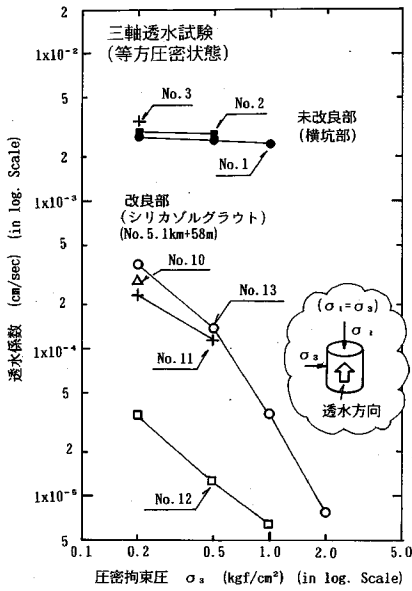 三軸透水試験
(等方圧密状態)
2
1x10⁻²
5
2
1x10⁻³
5
2
1x10⁻⁴
5
2
1x10⁻⁵
5
透水係数 (cm/sec) (in log. Scale)
No.3
No.2
未改良部
(横坑部)
No.1
改良部
(シリカゾルグラウト)
(No.5.1km+58m)
No.10
No.13
No.11
No.12
(σ₁=σ₃)
σ₁
σ₃
透水方向
0.1
0.2
0.5
1.0
2.0
5.0
圧密拘束圧 σ₃ (kgf/cm²) (in log. Scale)